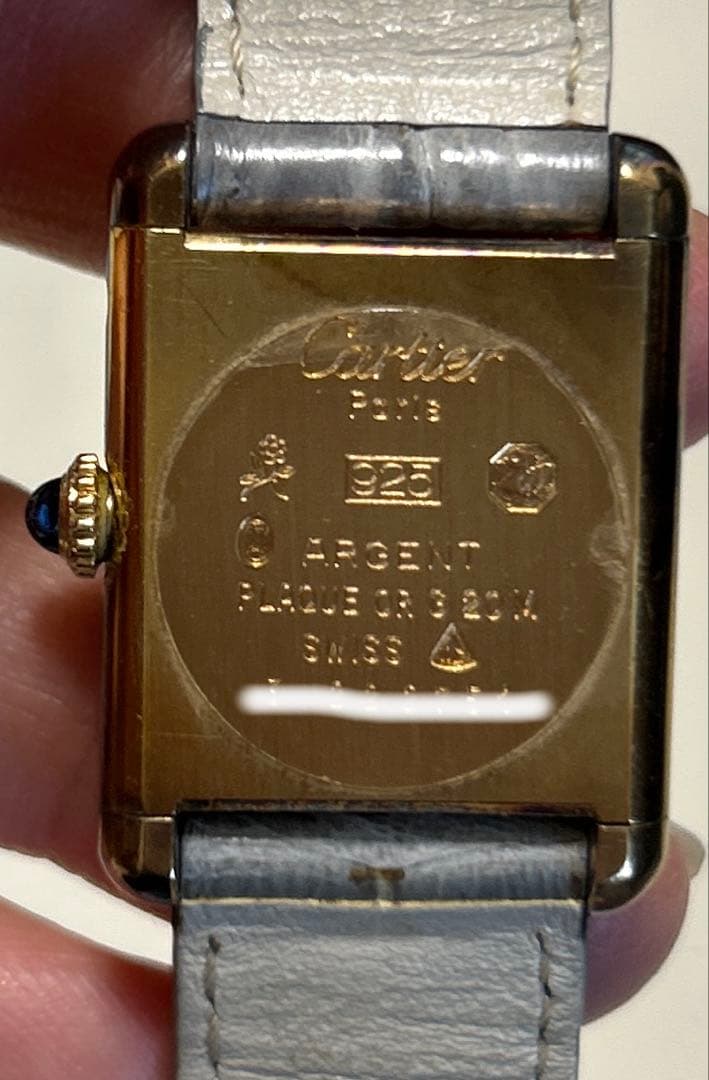 Cartier
Paris
925 20
ARGENT
PLAQUE OR G 20 M
SWISS